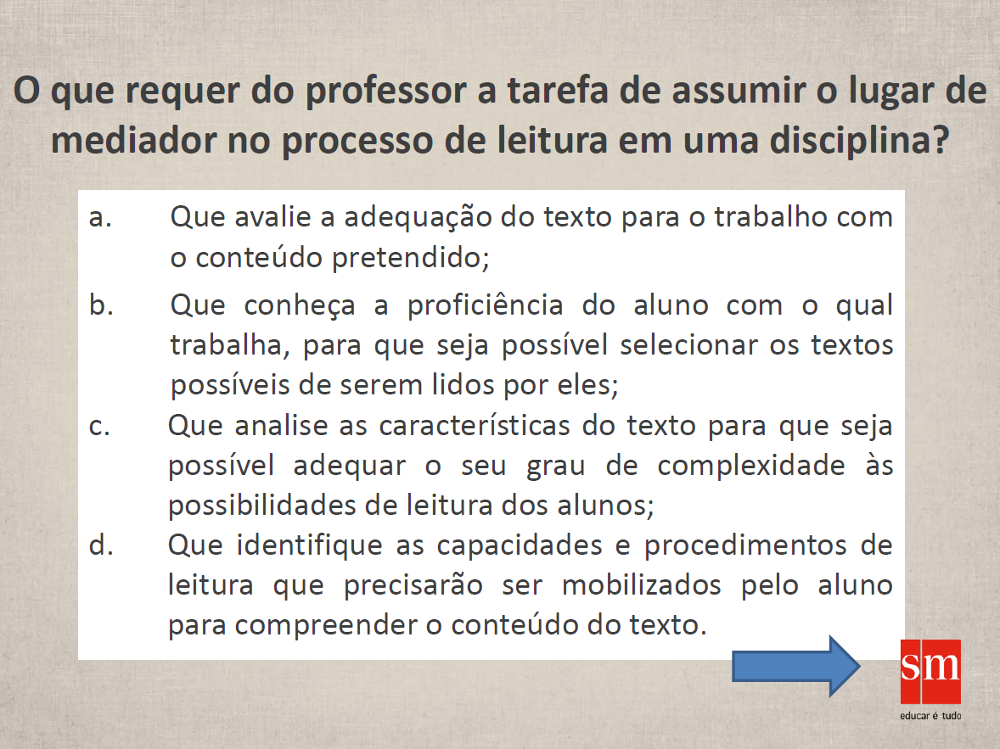 O que requer do professor a tarefa de assumir o lugar de
mediador no processo de leitura em uma disciplina?
a. Que avalie a adequação do texto para o trabalho com
o conteúdo pretendido;
b. Que conheça a proficiência do aluno com o qual
trabalha, para que seja possível selecionar os textos
possíveis de serem lidos por eles;
c. Que analise as características do texto para que seja
possível adequar o seu grau de complexidade às
possibilidades de leitura dos alunos;
d. Que identifique as capacidades e procedimentos de
leitura que precisarão ser mobilizados pelo aluno
para compreender o conteúdo do texto.
sm
educar é tudo